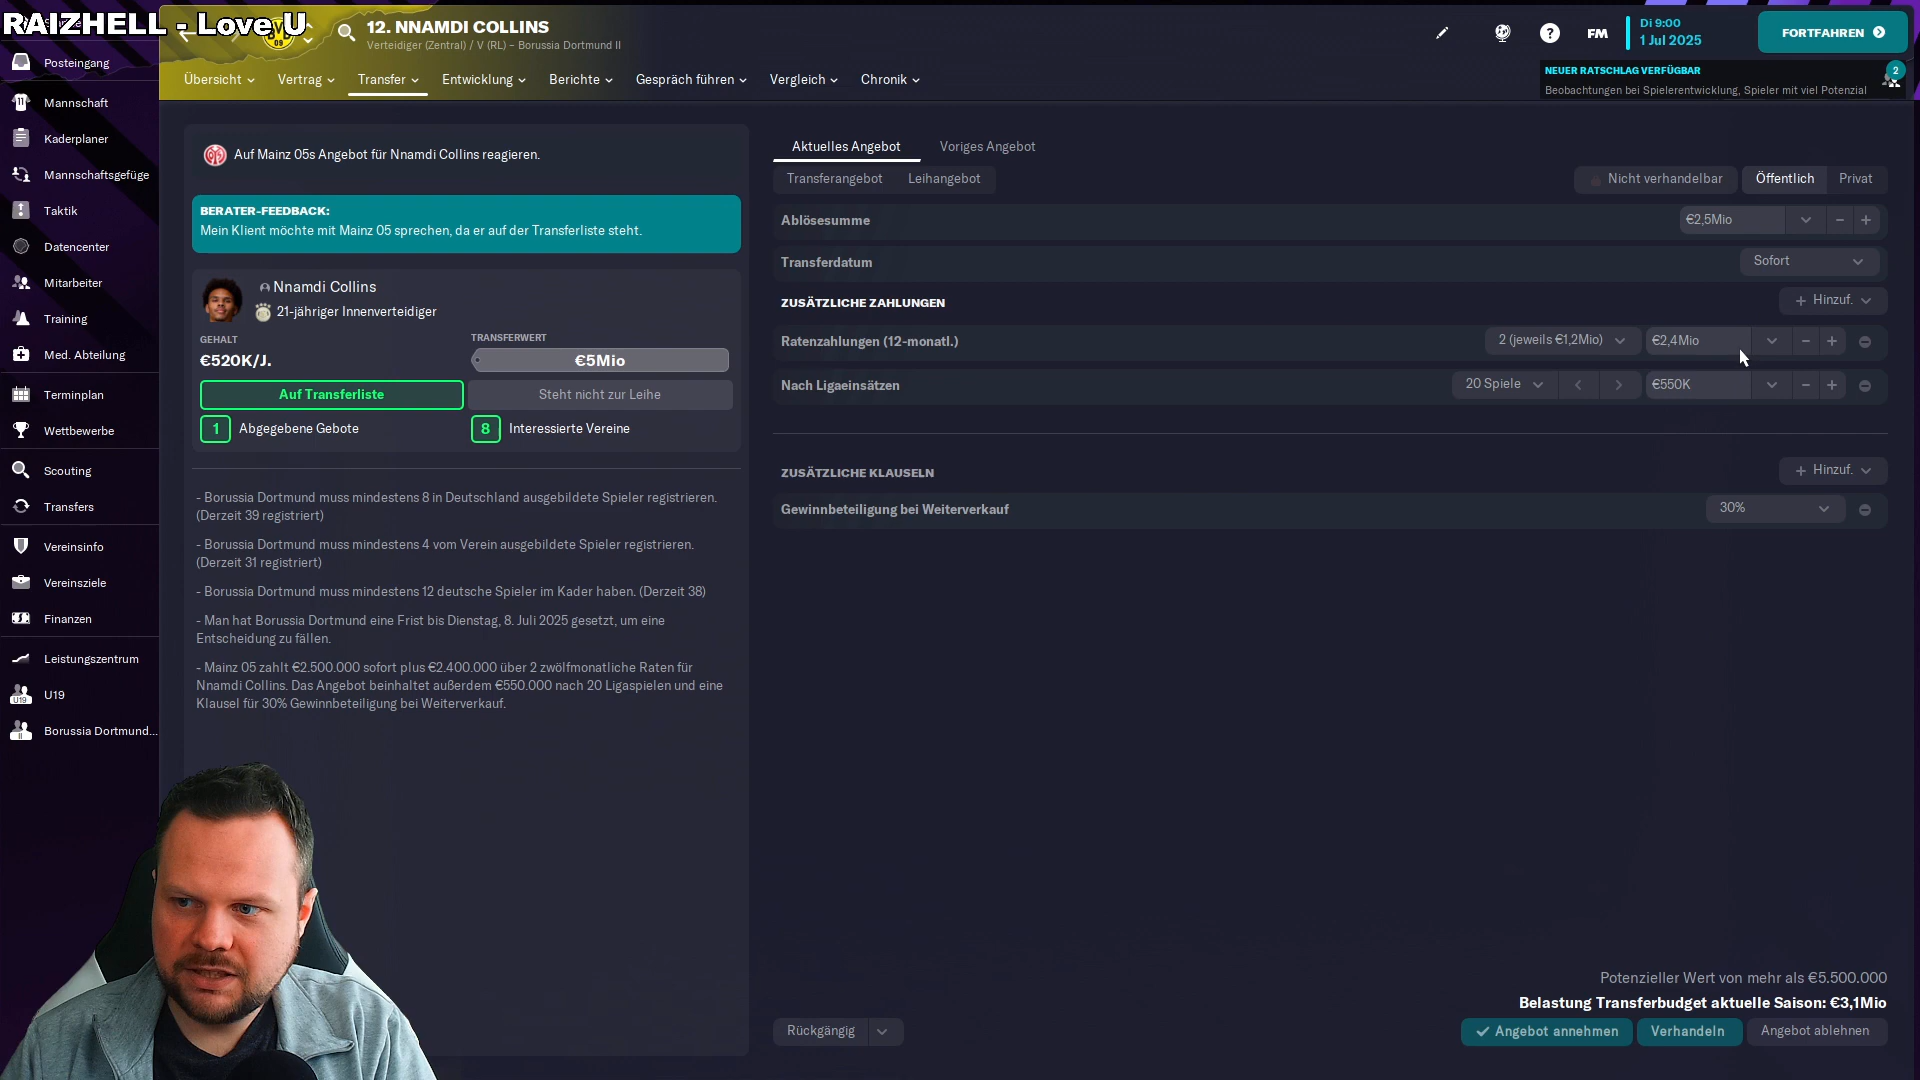 RAIZHELL - Love U
12. NNAMDI COLLINS
Verteidiger (Zentral) / V (RL) – Borussia Dortmund II
FM
Di 9:00
1 Jul 2025
FORTFAHREN
Übersicht
Vertrag
Transfer
Entwicklung
Berichte
Gespräch führen
Vergleich
Chronik
NEUER RATSCHLAG VERFÜGBAR
2
Beobachtungen bei Spielerentwicklung, Spieler mit viel Potenzial
Posteingang
Mannschaft
Kaderplaner
Mannschaftsgefüge
Taktik
Datencenter
Mitarbeiter
Training
Med. Abteilung
Terminplan
Wettbewerbe
Scouting
Transfers
Vereinsinfo
Vereinsziele
Finanzen
Leistungszentrum
U19
Borussia Dortmund...
Auf Mainz 05s Angebot für Nnamdi Collins reagieren.
BERATER-FEEDBACK:
Mein Klient möchte mit Mainz 05 sprechen, da er auf der Transferliste steht.
Nnamdi Collins
21-jähriger Innenverteidiger
GEHALT
€520K/J.
TRANSFERWERT
€5Mio
Auf Transferliste
Steht nicht zur Leihe
1 Abgegebene Gebote
8 Interessierte Vereine
- Borussia Dortmund muss mindestens 8 in Deutschland ausgebildete Spieler registrieren.
(Derzeit 39 registriert)
- Borussia Dortmund muss mindestens 4 vom Verein ausgebildete Spieler registrieren.
(Derzeit 31 registriert)
- Borussia Dortmund muss mindestens 12 deutsche Spieler im Kader haben. (Derzeit 38)
- Man hat Borussia Dortmund eine Frist bis Dienstag, 8. Juli 2025 gesetzt, um eine
Entscheidung zu fällen.
- Mainz 05 zahlt €2.500.000 sofort plus €2.400.000 über 2 zwölfmonatliche Raten für
Nnamdi Collins. Das Angebot beinhaltet außerdem €550.000 nach 20 Ligaspielen und eine
Klausel für 30% Gewinnbeteiligung bei Weiterverkauf.
Aktuelles Angebot
Voriges Angebot
Transferangebot
Leihangebot
Nicht verhandelbar
Öffentlich
Privat
Ablösesumme
€2,5Mio
Transferdatum
Sofort
ZUSÄTZLICHE ZAHLUNGEN
Hinzuf.
Ratenzahlungen (12-monatl.)
2 (jeweils €1,2Mio)
€2,4Mio
Nach Ligaeinsätzen
20 Spiele
€550K
ZUSÄTZLICHE KLAUSELN
Hinzuf.
Gewinnbeteiligung bei Weiterverkauf
30%
Potenzieller Wert von mehr als €5.500.000
Belastung Transferbudget aktuelle Saison: €3,1Mio
Rückgängig
Angebot annehmen
Verhandeln
Angebot ablehnen